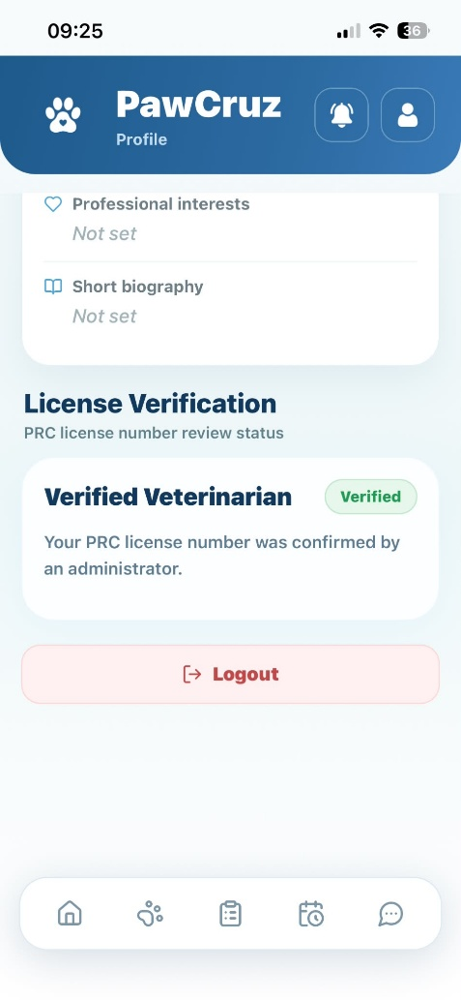 09:25
36
PawCruz
Profile
Professional interests
Not set
Short biography
Not set
License Verification
PRC license number review status
Verified Veterinarian
Verified
Your PRC license number was confirmed by
an administrator.
Logout